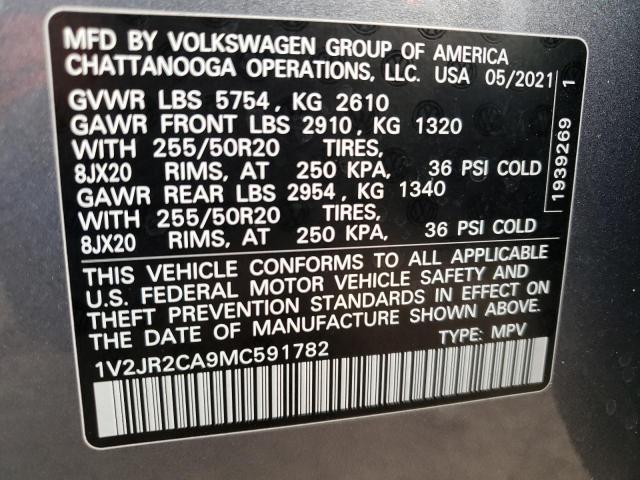 MFD BY VOLKSWAGEN GROUP OF AMERICA
CHATTANOOGA OPERATIONS, LLC. USA 05/2021
GVWR LBS 5754, KG 2610
GAWR FRONT LBS 2910, KG 1320
WITH 255/50R20 TIRES,
8JX20 RIMS, AT 250 KPA, 36 PSI COLD
GAWR REAR LBS 2954, KG 1340
WITH 255/50R20 TIRES,
8JX20 RIMS, AT 250 KPA, 36 PSI COLD
THIS VEHICLE CONFORMS TO ALL APPLICABLE
U.S. FEDERAL MOTOR VEHICLE SAFETY AND
THEFT PREVENTION STANDARDS IN EFFECT ON
THE DATE OF MANUFACTURE SHOWN ABOVE.
1V2JR2CA9MC591782 TYPE: MPV
1939269 1